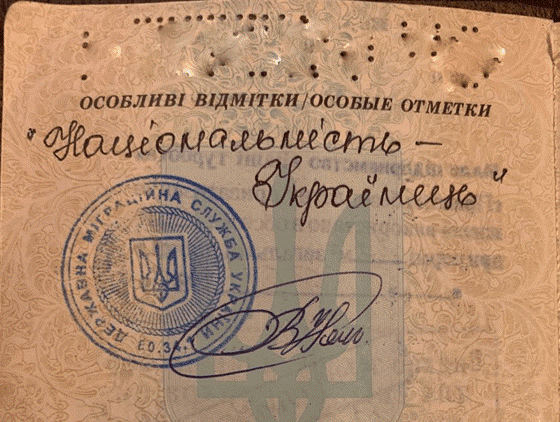 ОСОБЛИВІ ВІДМІТКИ/ОСОБЫЕ ОТМЕТКИ
"Національність –
Українець"
ДЕРЖАВНА МІГРАЦІЙНА СЛУЖБА УКРАЇНИ